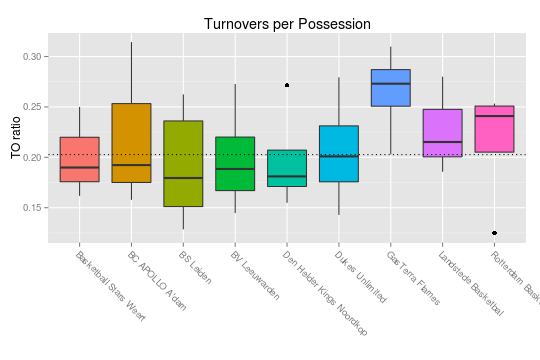 Turnovers per Possession
TO ratio
0.30
0.25
0.20
0.15
Basketball Stars Weert
BC APOLLO A'dam
BS Leiden
BV Leeuwarden
Den Helder Kings Noordkop
Dukes Unlimited
GasTerra Flames
Landstede Basketbal
Rotterdam Bask